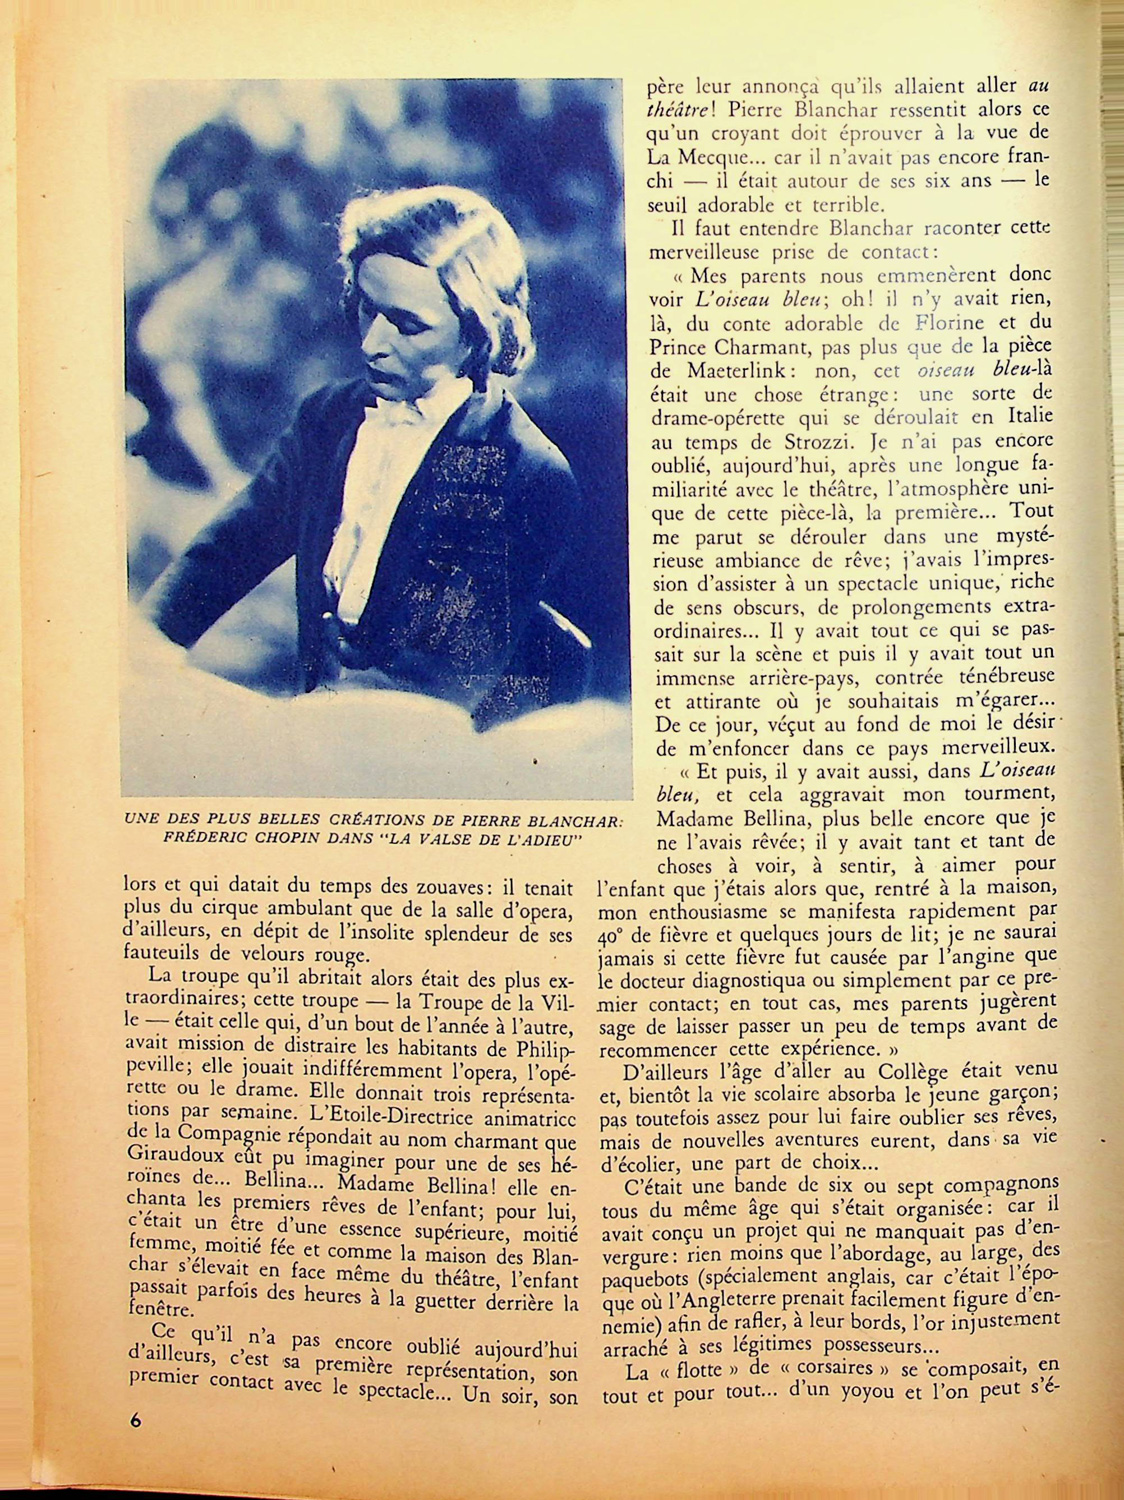 UNE DES PLUS BELLES CRÉATIONS DE PIERRE BLANCHAR:
FRÉDERIC CHOPIN DANS "LA VALSE DE L'ADIEU"
lors et qui datait du temps des zouaves: il tenait
plus du cirque ambulant que de la salle d'opera,
d'ailleurs, en dépit de l'insolite splendeur de ses
fauteuils de velours rouge.
La troupe qu'il abritait alors était des plus ex-
traordinaires; cette troupe — la Troupe de la Vil-
le — était celle qui, d'un bout de l'année à l'autre,
avait mission de distraire les habitants de Philip-
peville; elle jouait indifféremment l'opera, l'opé-
rette ou le drame. Elle donnait trois représenta-
tions par semaine. L'Etoile-Directrice animatrice
de la Compagnie répondait au nom charmant que
Giraudoux eût pu imaginer pour une de ses hé-
roïnes de... Bellina... Madame Bellina! elle en-
chanta les premiers rêves de l'enfant; pour lui,
c'était un être d'une essence supérieure, moitié
femme, moitié fée et comme la maison des Blan-
char s'élevait en face même du théâtre, l'enfant
passait parfois des heures à la guetter derrière la
fenêtre.
Ce qu'il n'a pas encore oublié aujourd'hui
d'ailleurs, c'est sa première représentation, son
premier contact avec le spectacle... Un soir, son
père leur annonça qu'ils allaient aller au
théâtre! Pierre Blanchar ressentit alors ce
qu'un croyant doit éprouver à la vue de
La Mecque... car il n'avait pas encore fran-
chi — il était autour de ses six ans — le
seuil adorable et terrible.
Il faut entendre Blanchar raconter cette
merveilleuse prise de contact:
« Mes parents nous emmenèrent donc
voir L'oiseau bleu; oh! il n'y avait rien,
là, du conte adorable de Florine et du
Prince Charmant, pas plus que de la pièce
de Maeterlink: non, cet oiseau bleu-là
était une chose étrange: une sorte de
drame-opérette qui se déroulait en Italie
au temps de Strozzi. Je n'ai pas encore
oublié, aujourd'hui, après une longue fa-
miliarité avec le théâtre, l'atmosphère uni-
que de cette pièce-là, la première... Tout
me parut se dérouler dans une mysté-
rieuse ambiance de rêve; j'avais l'impres-
sion d'assister à un spectacle unique, riche
de sens obscurs, de prolongements extra-
ordinaires... Il y avait tout ce qui se pas-
sait sur la scène et puis il y avait tout un
immense arrière-pays, contrée ténébreuse
et attirante où je souhaitais m'égarer...
De ce jour, véçut au fond de moi le désir
de m'enfoncer dans ce pays merveilleux.
« Et puis, il y avait aussi, dans L'oiseau
bleu, et cela aggravait mon tourment,
Madame Bellina, plus belle encore que je
ne l'avais rêvée; il y avait tant et tant de
choses à voir, à sentir, à aimer pour
l'enfant que j'étais alors que, rentré à la maison,
mon enthousiasme se manifesta rapidement par
40° de fièvre et quelques jours de lit; je ne saurai
jamais si cette fièvre fut causée par l'angine que
le docteur diagnostiqua ou simplement par ce pre-
mier contact; en tout cas, mes parents jugèrent
sage de laisser passer un peu de temps avant de
recommencer cette expérience. »
D'ailleurs l'âge d'aller au Collège était venu
et, bientôt la vie scolaire absorba le jeune garçon;
pas toutefois assez pour lui faire oublier ses rêves,
mais de nouvelles aventures eurent, dans sa vie
d'écolier, une part de choix...
C'était une bande de six ou sept compagnons
tous du même âge qui s'était organisée: car il
avait conçu un projet qui ne manquait pas d'en-
vergure: rien moins que l'abordage, au large, des
paquebots (spécialement anglais, car c'était l'épo-
que où l'Angleterre prenait facilement figure d'en-
nemie) afin de rafler, à leur bords, l'or injustement
arraché à ses légitimes possesseurs...
La « flotte » de « corsaires » se composait, en
tout et pour tout... d'un yoyou et l'on peut s'é-
6